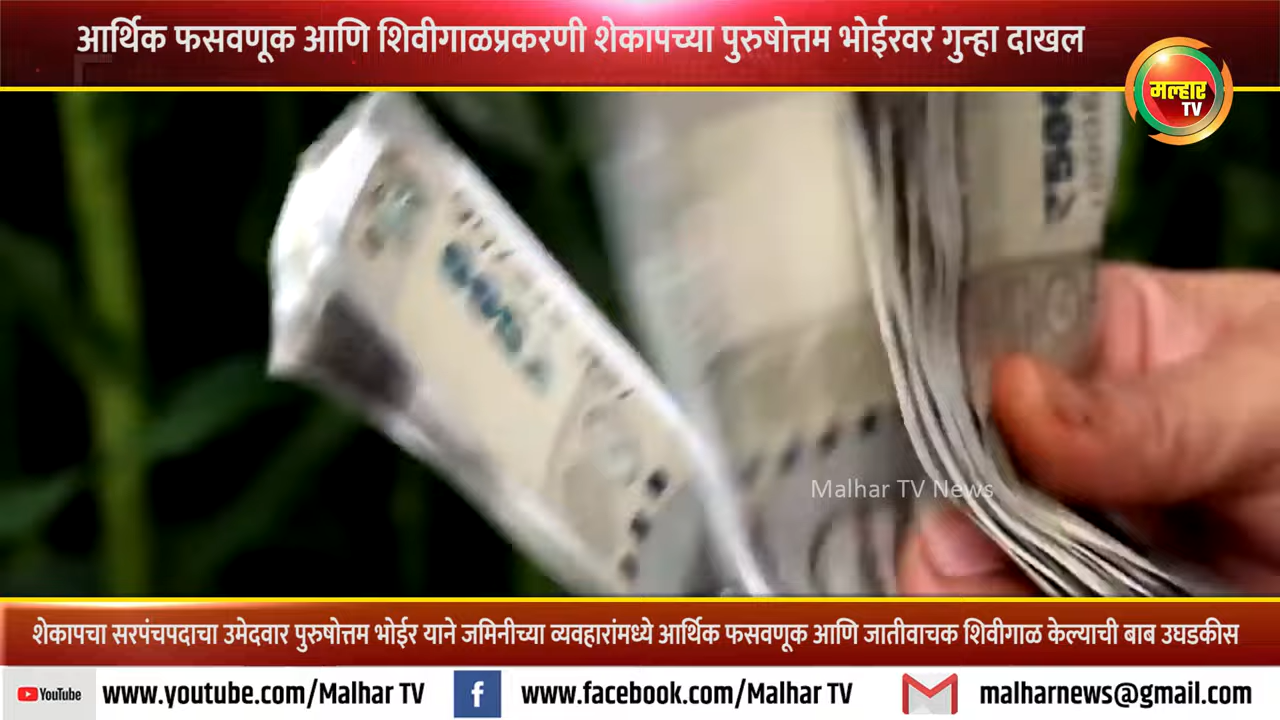 आर्थिक फसवणूक आणि शिवीगाळप्रकरणी शेकापच्या पुरुषोत्तम भोईरवर गुन्हा दाखल
मल्हार
TV
Malhar TV News
शेकापचा सरपंचपदाचा उमेदवार पुरुषोत्तम भोईर याने जमिनीच्या व्यवहारांमध्ये आर्थिक फसवणूक आणि जातीवाचक शिवीगाळ केल्याची बाब उघडकीस
YouTube www.youtube.com/Malhar TV f www.facebook.com/Malhar TV malharnews@gmail.com